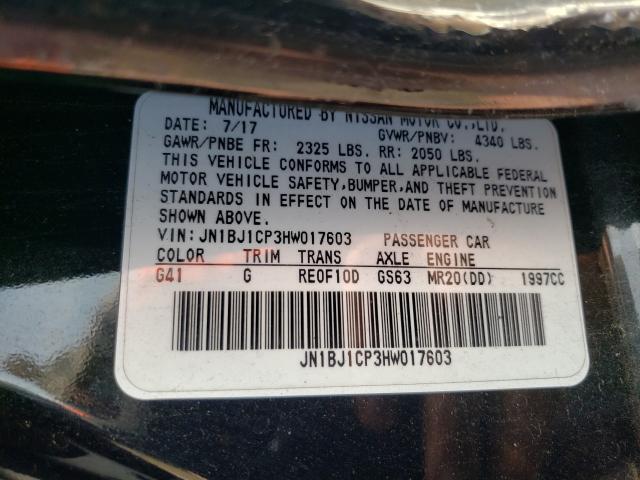 MANUFACTURED BY NISSAN MOTOR CO.,LTD.
DATE: 7/17 GVWR/PNBV: 4340 LBS.
GAWR/PNBE FR: 2325 LBS. RR: 2050 LBS.
THIS VEHICLE CONFORMS TO ALL APPLICABLE FEDERAL
MOTOR VEHICLE SAFETY,BUMPER,AND THEFT PREVENTION
STANDARDS IN EFFECT ON THE DATE OF MANUFACTURE
SHOWN ABOVE.
VIN:JN1BJ1CP3HW017603 PASSENGER CAR
COLOR TRIM TRANS AXLE ENGINE
G41 G RE0F10D GS63 MR20(DD) 1997CC
JN1BJ1CP3HW017603